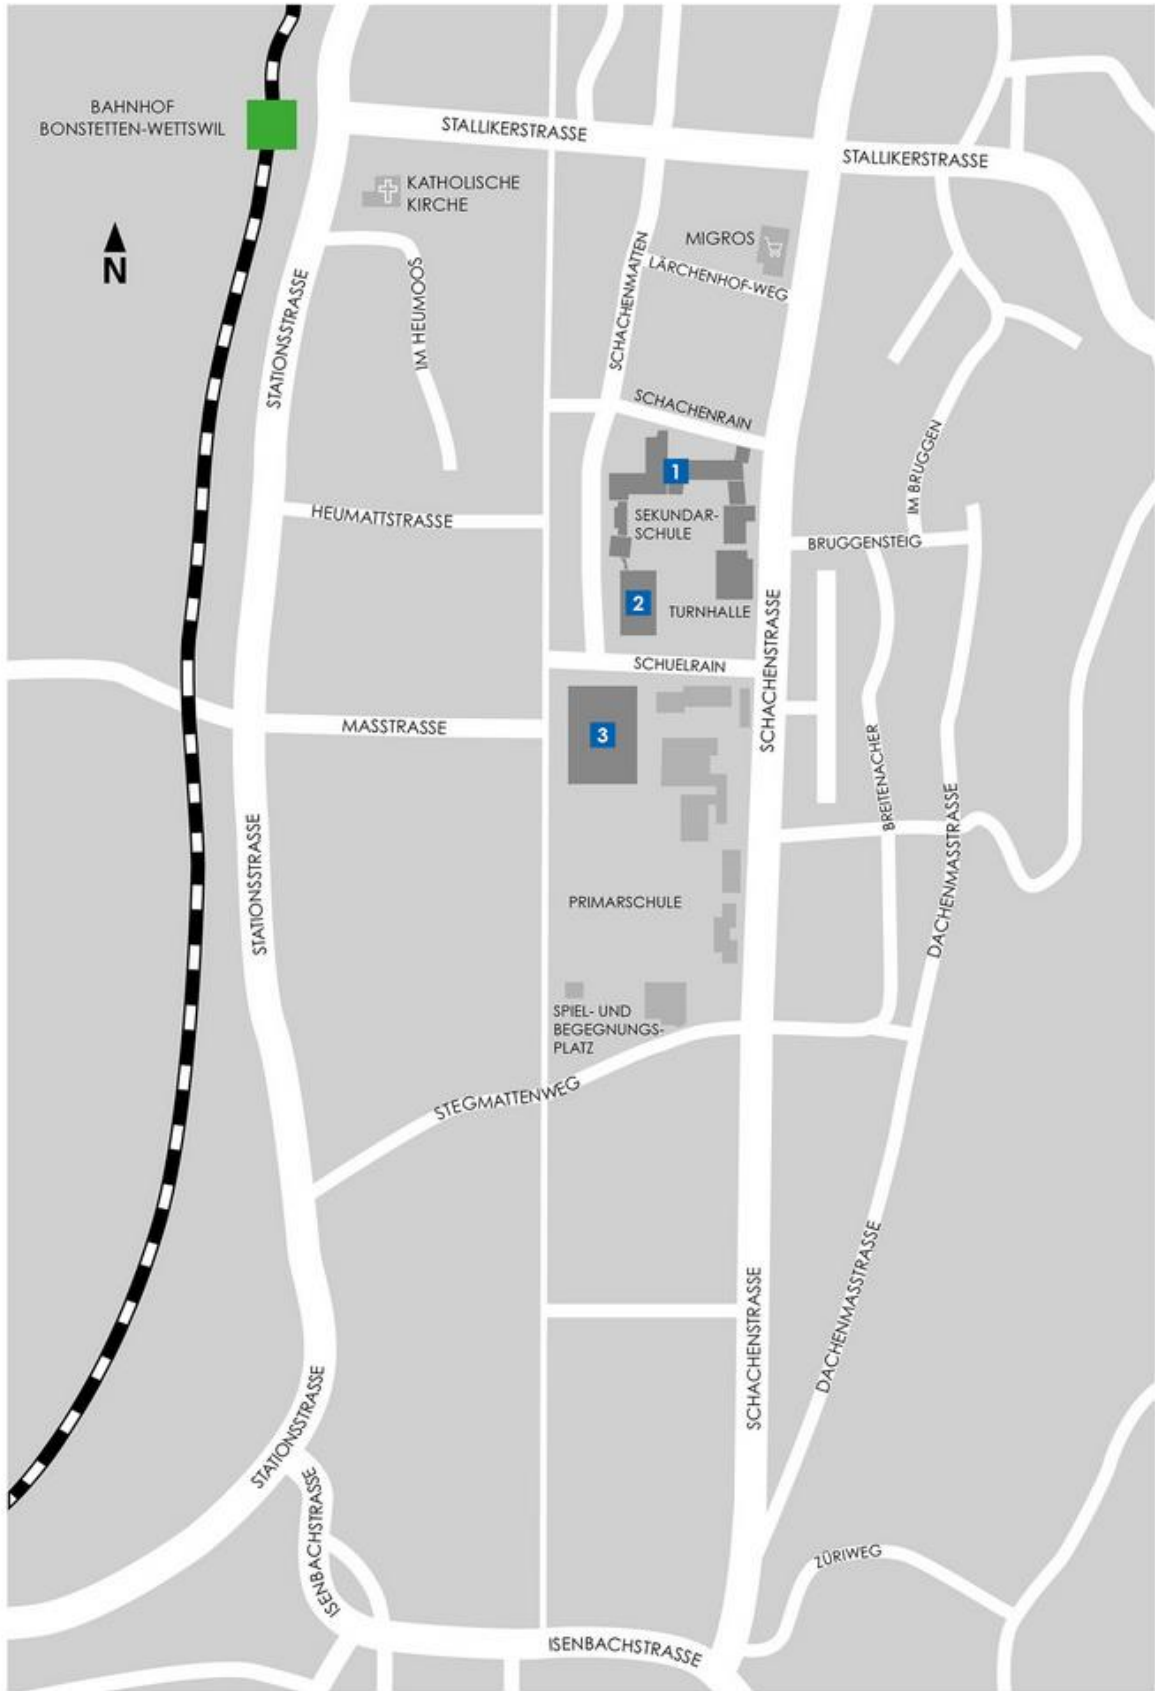 BAHNHOF
BONSTETTEN-WETTSWIL
STALLIKERSTRASSE
STALLIKERSTRASSE
KATHOLISCHE
KIRCHE
N
MIGROS
LÄRCHENHOF-WEG
SCHACHENMATTEN
IM HEUMOOS
STATIONSSTRASSE
SCHACHENRAIN
1
IM BRUGGEN
HEUMATTSTRASSE
SEKUNDAR-
SCHULE
BRUGGENSTEIG
2
TURNHALLE
SCHACHENSTRASSE
SCHUELRAIN
MASSTRASSE
3
BREITENACHER
STATIONSSTRASSE
DACHENMASSTRASSE
PRIMARSCHULE
SPIEL- UND
BEGEGNUNGS-
PLATZ
STEGMATTENWEG
DACHENMASSTRASSE
SCHACHENSTRASSE
STATIONSSTRASSE
ISENBACHSTRASSE
ZÜRIWEG
ISENBACHSTRASSE